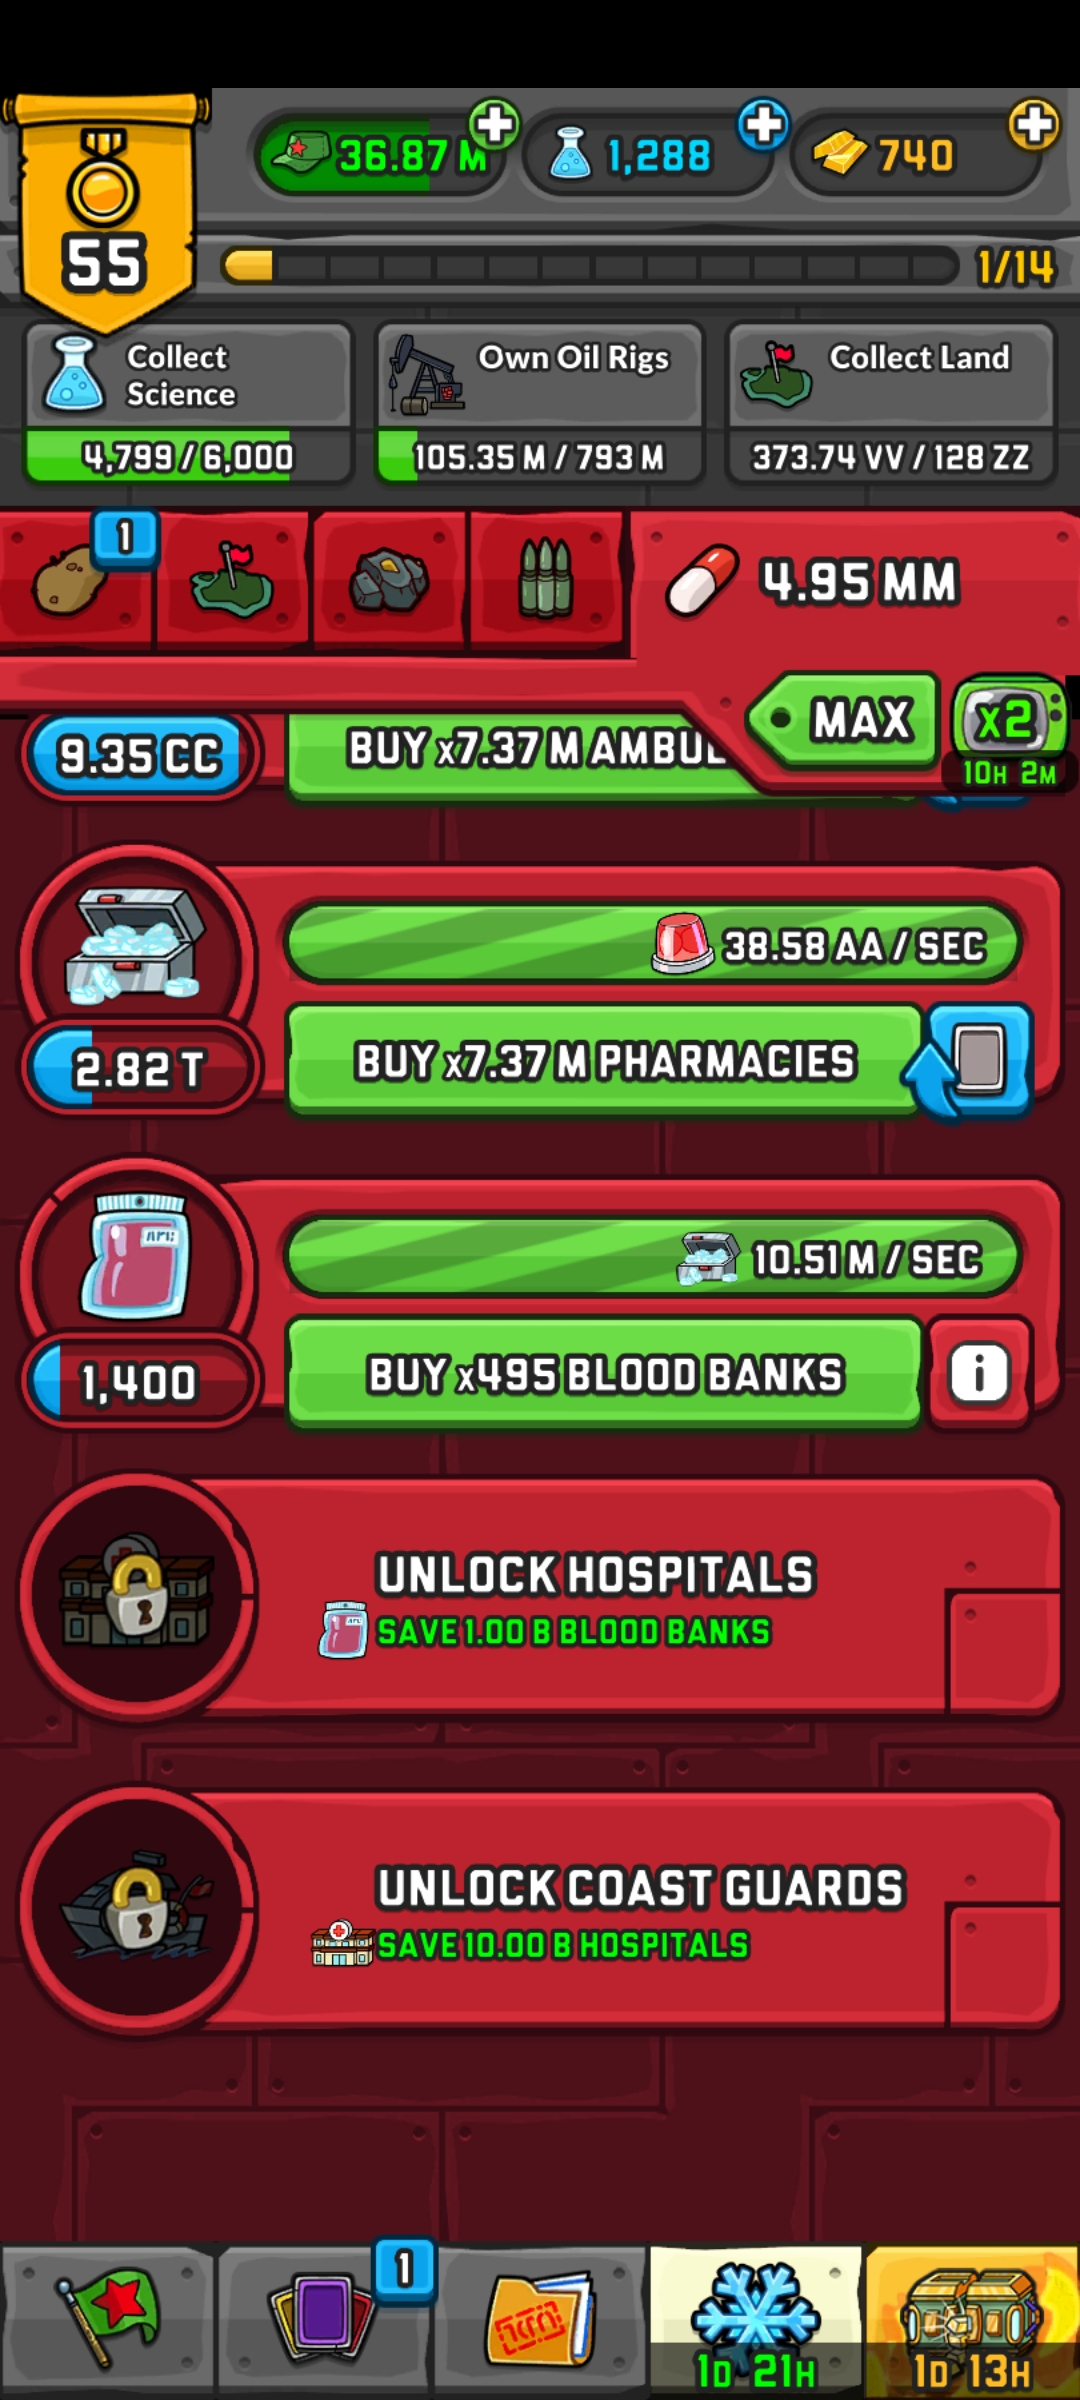 36.87 M
1,288
740
55
1/14
Collect
Science
4,799 / 6,000
Own Oil Rigs
105.35 M / 793 M
Collect Land
373.74 VV / 128 ZZ
1
4.95 MM
MAX
x2
10H 2M
9.35 CC
BUY x7.37 M
38.58 AA / SEC
2.82 T
BUY x7.37 M PHARMACIES
10.51 M / SEC
1,400
BUY x495 BLOOD BANKS
i
UNLOCK HOSPITALS
SAVE 1.00 B BLOOD BANKS
UNLOCK COAST GUARDS
SAVE 10.00 B HOSPITALS
1
1D 21H
1D 13H